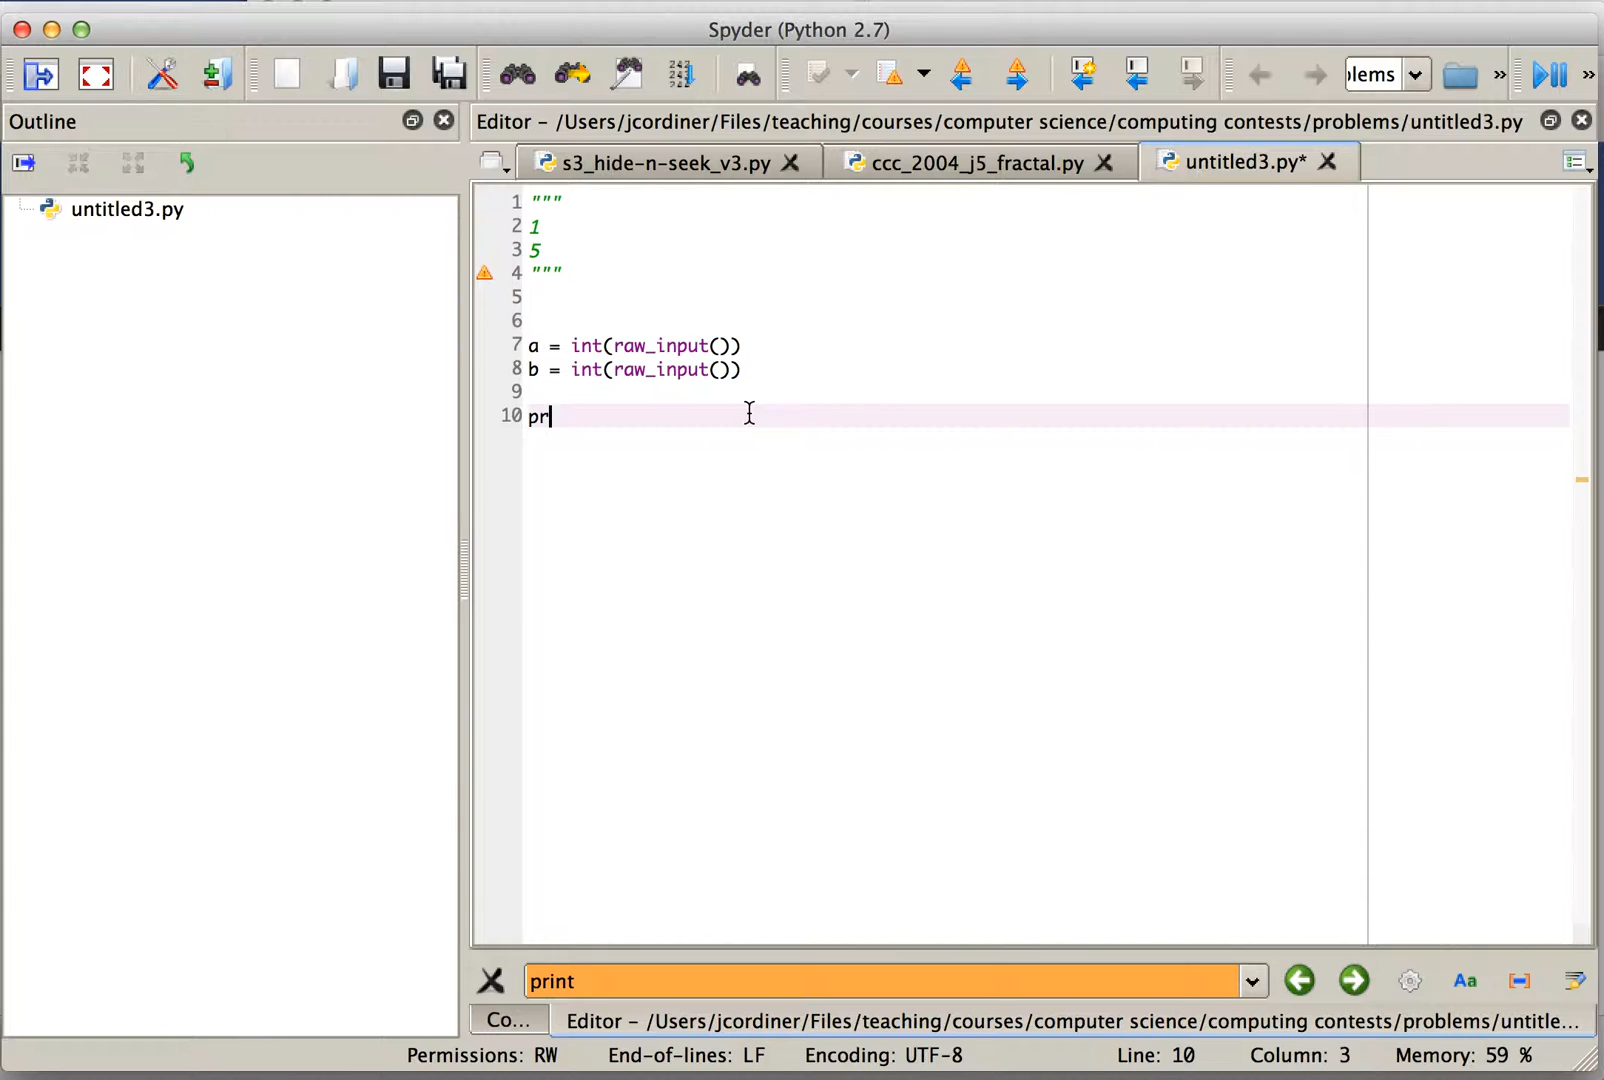 Spyder (Python 2.7)
lems
Outline
Editor - /Users/jcordiner/Files/teaching/courses/computer science/computing contests/problems/untitled3.py
s3_hide-n-seek_v3.py
ccc_2004_j5_fractal.py
untitled3.py*
untitled3.py
1 """
2 1
3 5
4 """
5
6
7 a = int(raw_input())
8 b = int(raw_input())
9
10 pr
print
Aa
Co...
Editor - /Users/jcordiner/Files/teaching/courses/computer science/computing contests/problems/untitle...
Permissions: RW
End-of-lines: LF
Encoding: UTF-8
Line: 10
Column: 3
Memory: 59 %